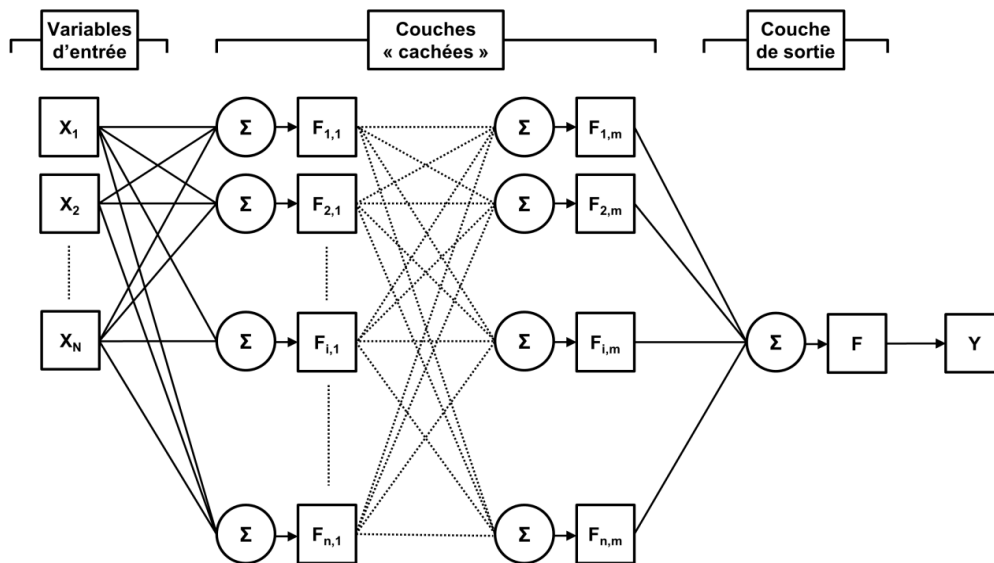 Variables
d’entrée
Couches
« cachées »
Couche
de sortie
X1 Σ F1,1 Σ F1,m
X2 Σ F2,1 Σ F2,m
XN Σ Fi,1 Σ Fi,m Σ F Y
Σ Fn,1 Σ Fn,m